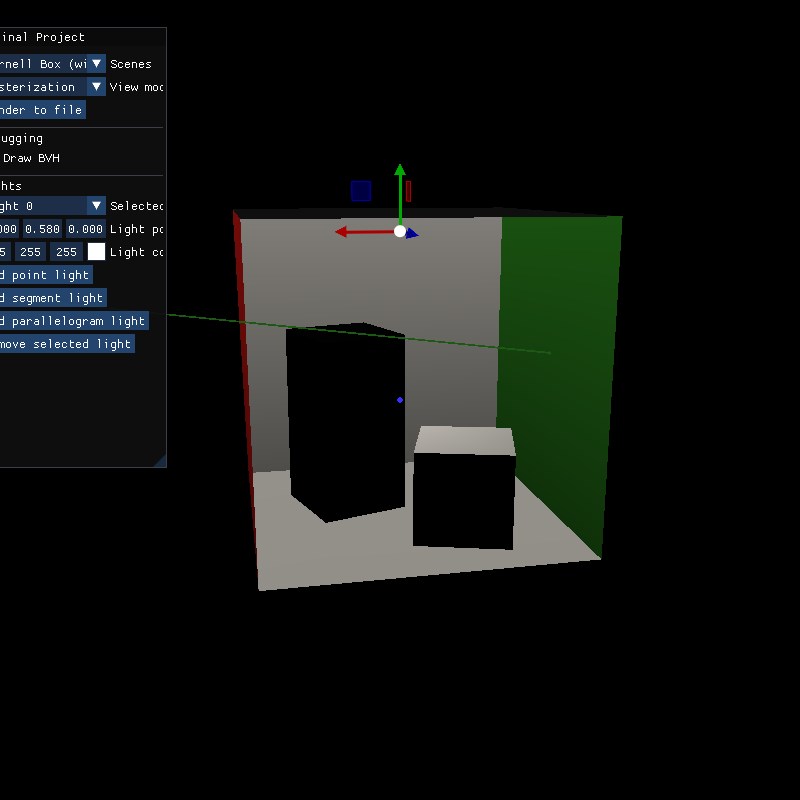 inal Project
rnell Box (wi Scenes
sterization View mo
nder to file
ugging
Draw BVH
hts
ght 0 Selected
000 0.580 0.000 Light po
5 255 255 Light co
d point light
d segment light
d parallelogram light
move selected light